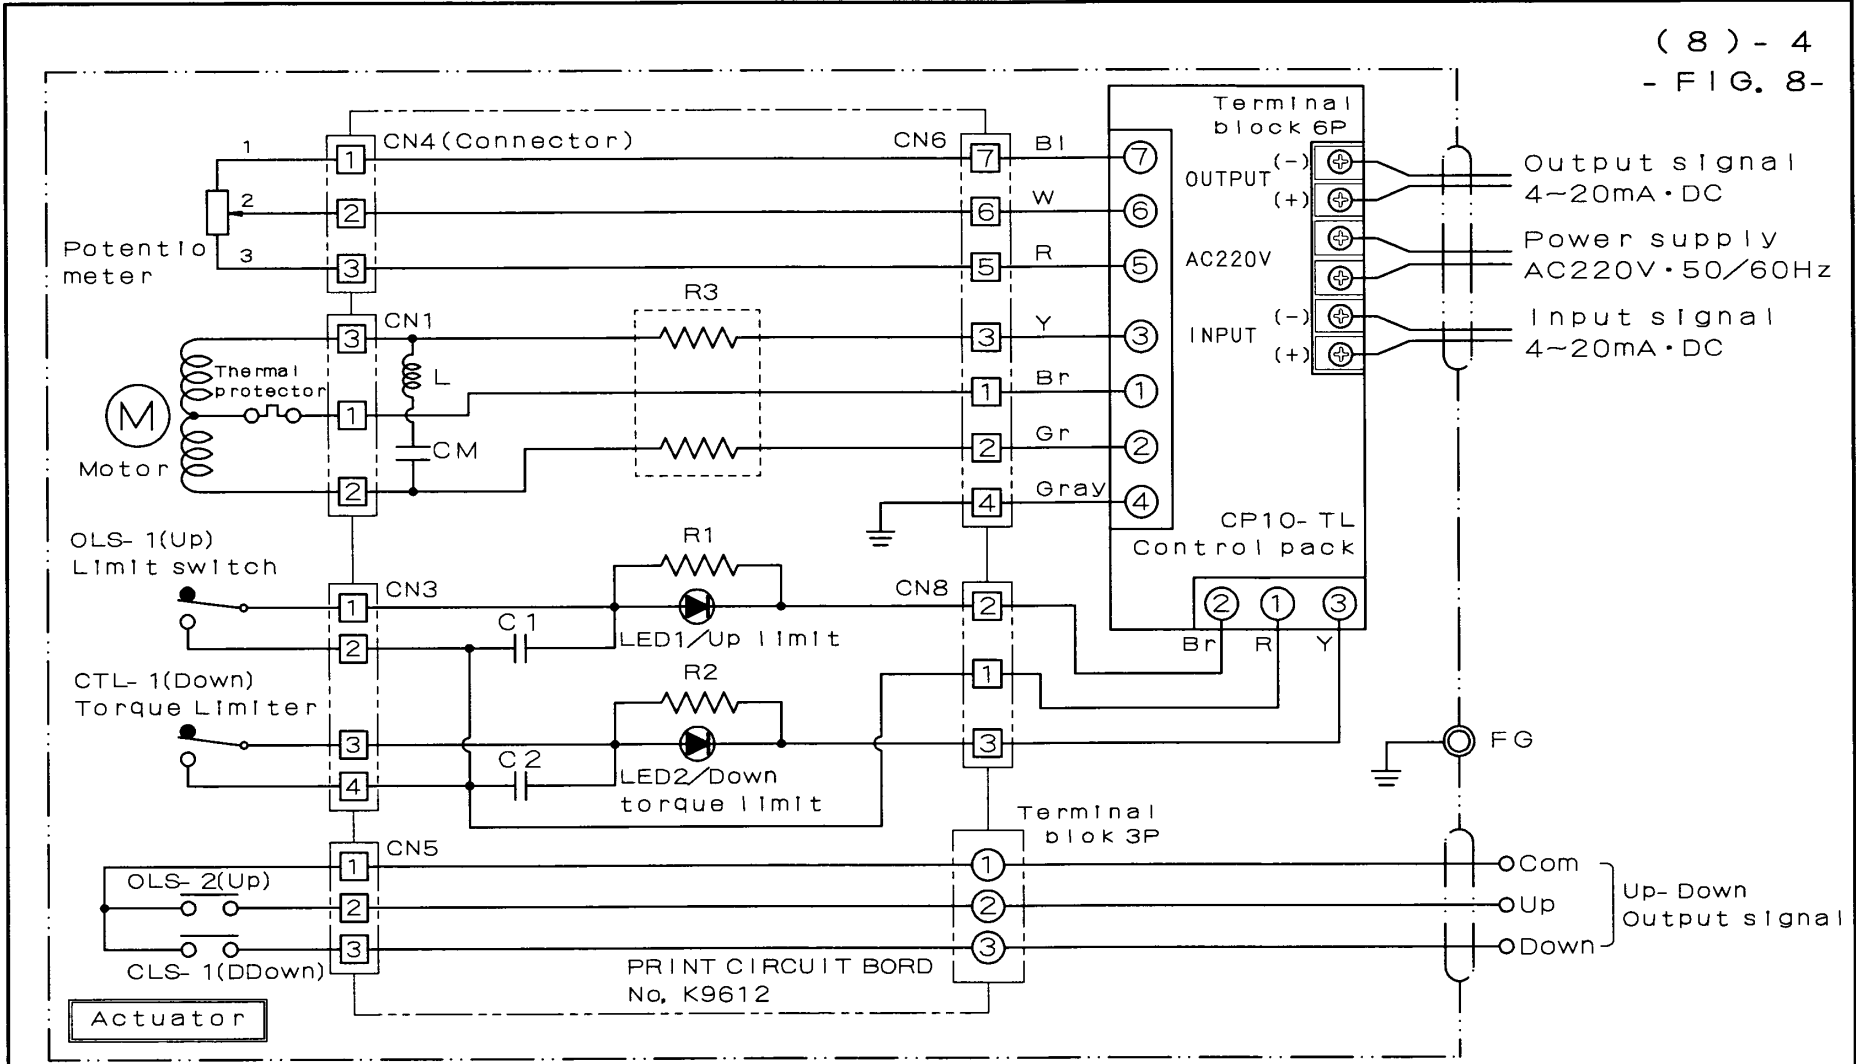 (8)-4
-FIG. 8-
Terminal
block 6P
CN4(Connector)
CN6
1
1
7
Bl
7
(-)
Output signal
OUTPUT
4~20mA・DC
2
2
6
W
6
(+)
Potentio
meter
3
3
5
R
5
AC220V
Power supply
AC220V・50/60Hz
R3
CN1
3
3
Y
3
INPUT
(-)
Input signal
(+)
4~20mA・DC
Thermal
protector
L
1
1
Br
1
M
Motor
CM
2
2
Gr
2
4
Gray
4
CP10-TL
Control pack
OLS-1(Up)
Limit switch
R1
CN3
CN8
1
2
2
1
3
C1
LED1/Up limit
2
Br
R
Y
1
CTL-1(Down)
Torque Limiter
R2
3
3
FG
C2
LED2/Down
torque limit
4
Terminal
blok 3P
CN5
1
1
Com
OLS-2(Up)
2
2
Up
Up-Down
Output signal
3
3
Down
CLS-1(DDown)
PRINT CIRCUIT BORD
No. K9612
Actuator